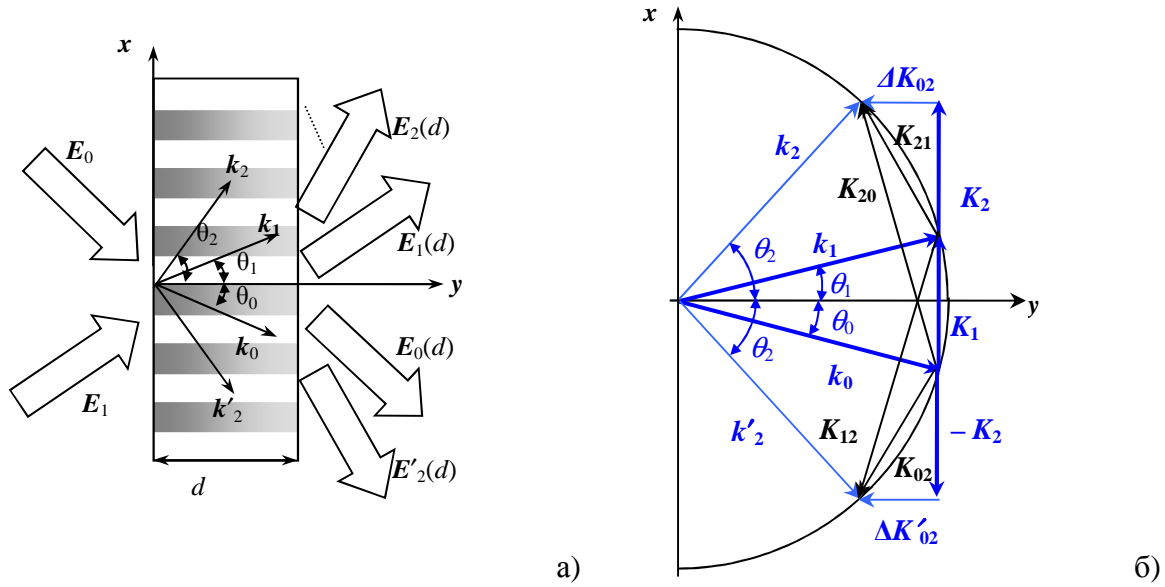 x
E₀
k₂
E₂(d)
θ₂
k₁
θ₁
E₁(d)
y
θ₀
k₀
E₀(d)
E₁
k'₂
E'₂(d)
d
а)
x
ΔK₀₂
K₂₁
k₂
K₂₀
K₂
k₁
θ₂
θ₁
y
θ₀
K₁
θ₂
k₀
K₁₂
– K₂
k'₂
K₀₂
ΔK'₀₂
б)